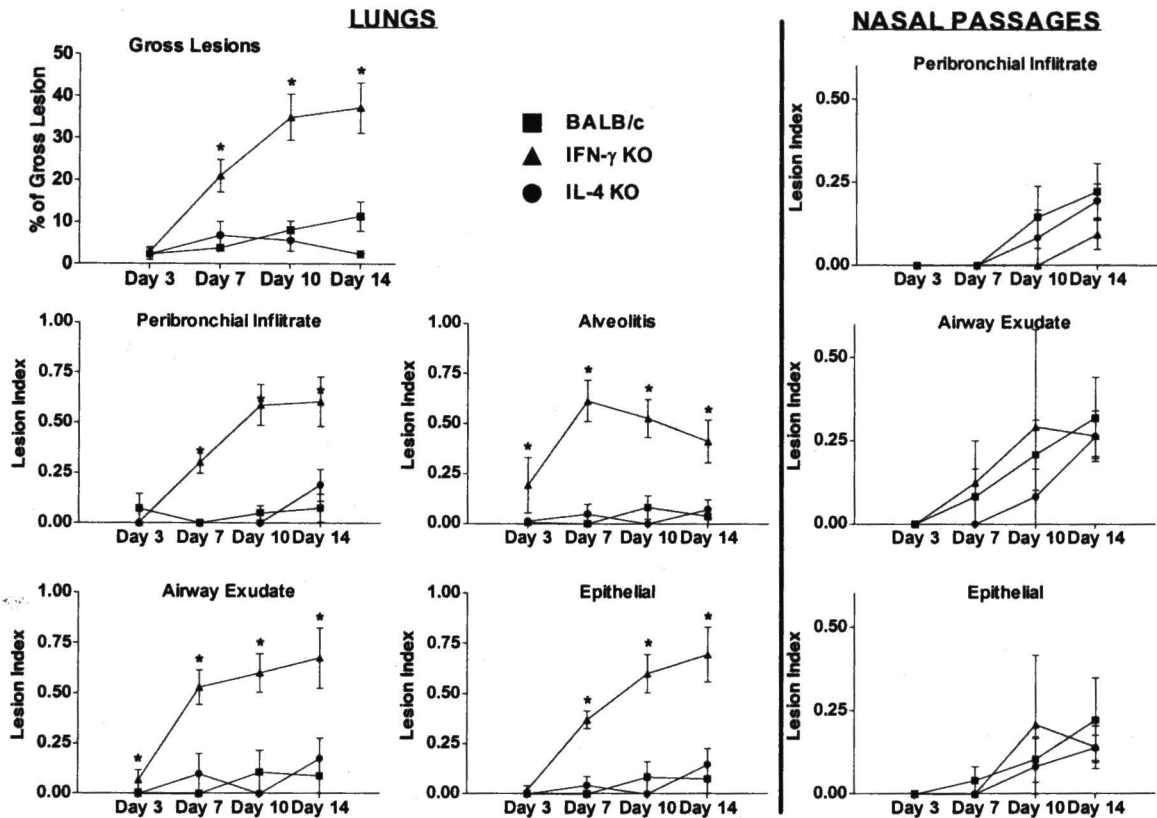 LUNGS
NASAL PASSAGES
Gross Lesions
% of Gross Lesion
50
40
30
20
10
0
* * * *
Day 3 Day 7 Day 10 Day 14
BALB/c
IFN-γ KO
IL-4 KO
Peribronchial Inflitrate
Lesion Index
0.50
0.25
0.00
Day 3 Day 7 Day 10 Day 14
Peribronchial Inflitrate
Lesion Index
1.00
0.75
0.50
0.25
0.00
* * *
Day 3 Day 7 Day 10 Day 14
Alveolitis
Lesion Index
1.00
0.75
0.50
0.25
0.00
* * * *
Day 3 Day 7 Day 10 Day 14
Airway Exudate
Lesion Index
0.50
0.25
0.00
Day 3 Day 7 Day 10 Day 14
Airway Exudate
Lesion Index
1.00
0.75
0.50
0.25
0.00
* * * *
Day 3 Day 7 Day 10 Day 14
Epithelial
Lesion Index
1.00
0.75
0.50
0.25
0.00
* * *
Day 3 Day 7 Day 10 Day 14
Epithelial
Lesion Index
0.50
0.25
0.00
Day 3 Day 7 Day 10 Day 14